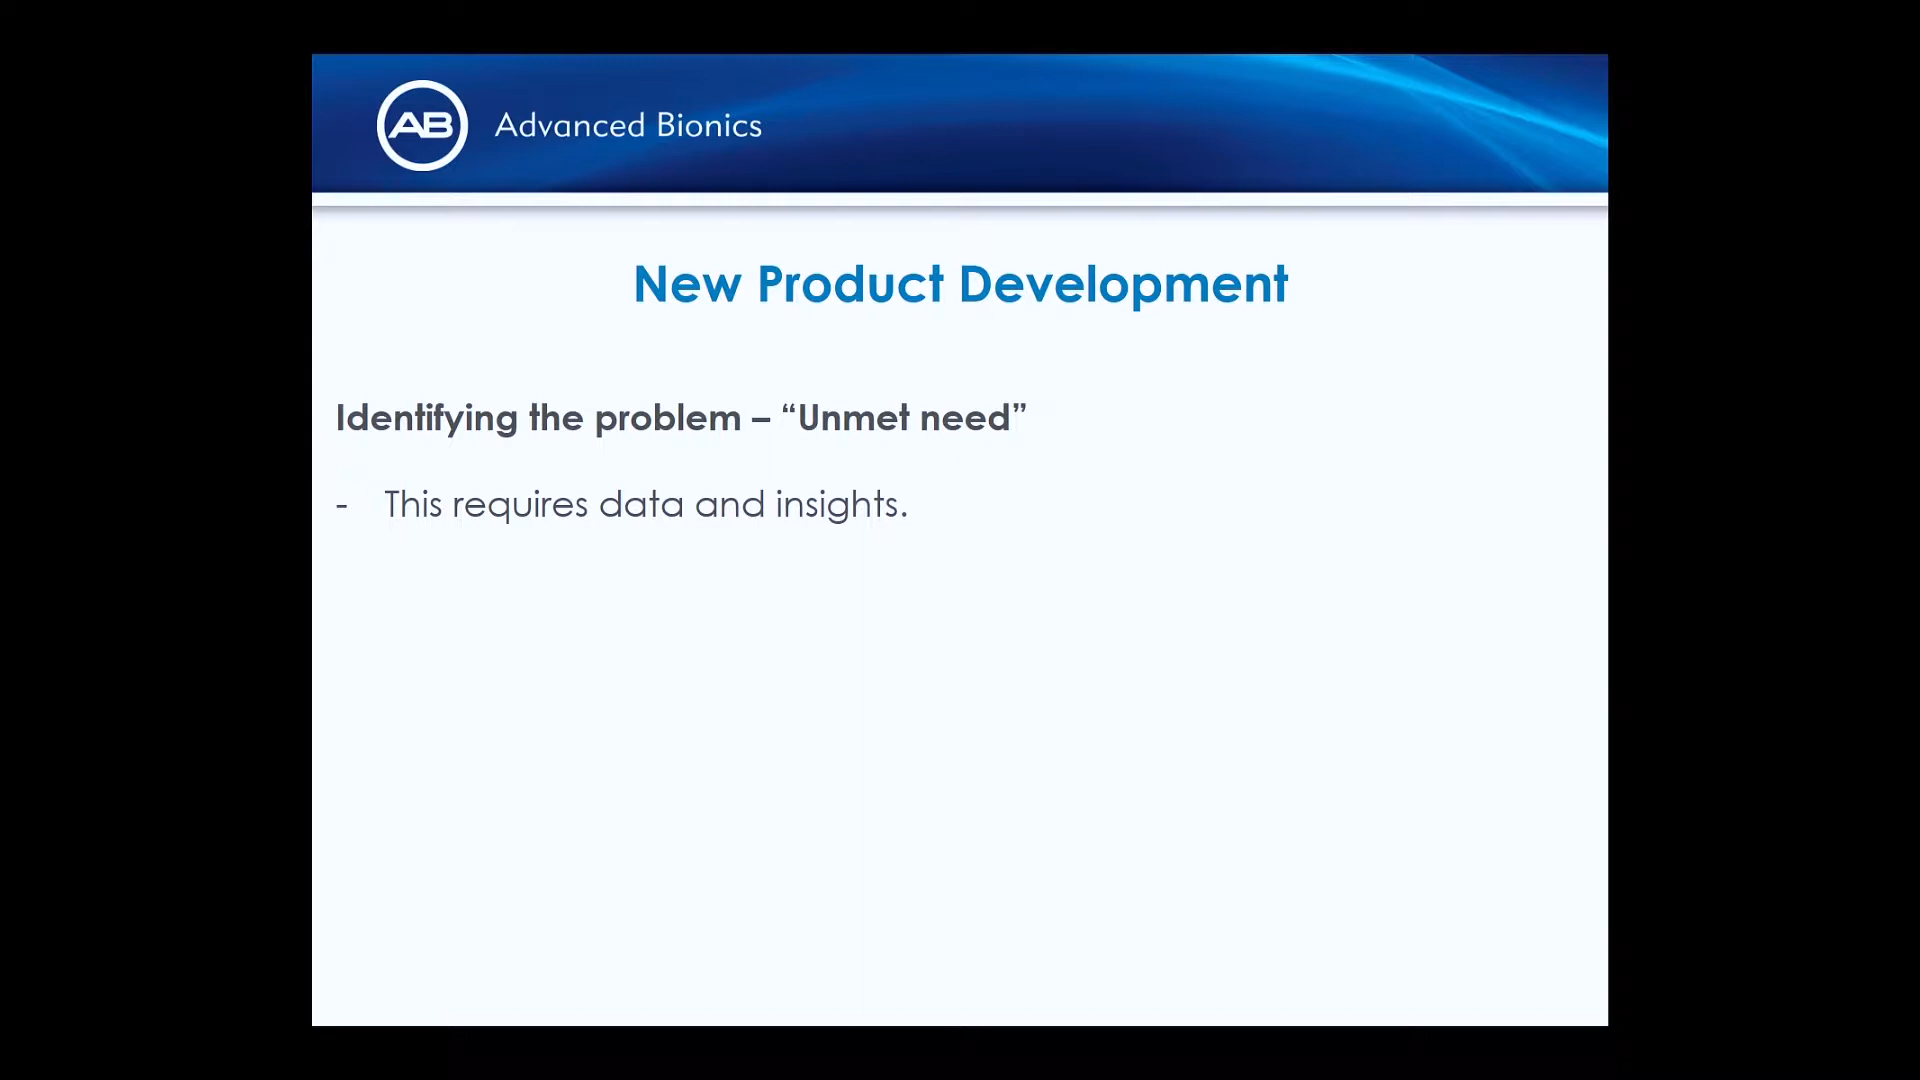 AB Advanced Bionics
New Product Development
Identifying the problem – “Unmet need”
- This requires data and insights.